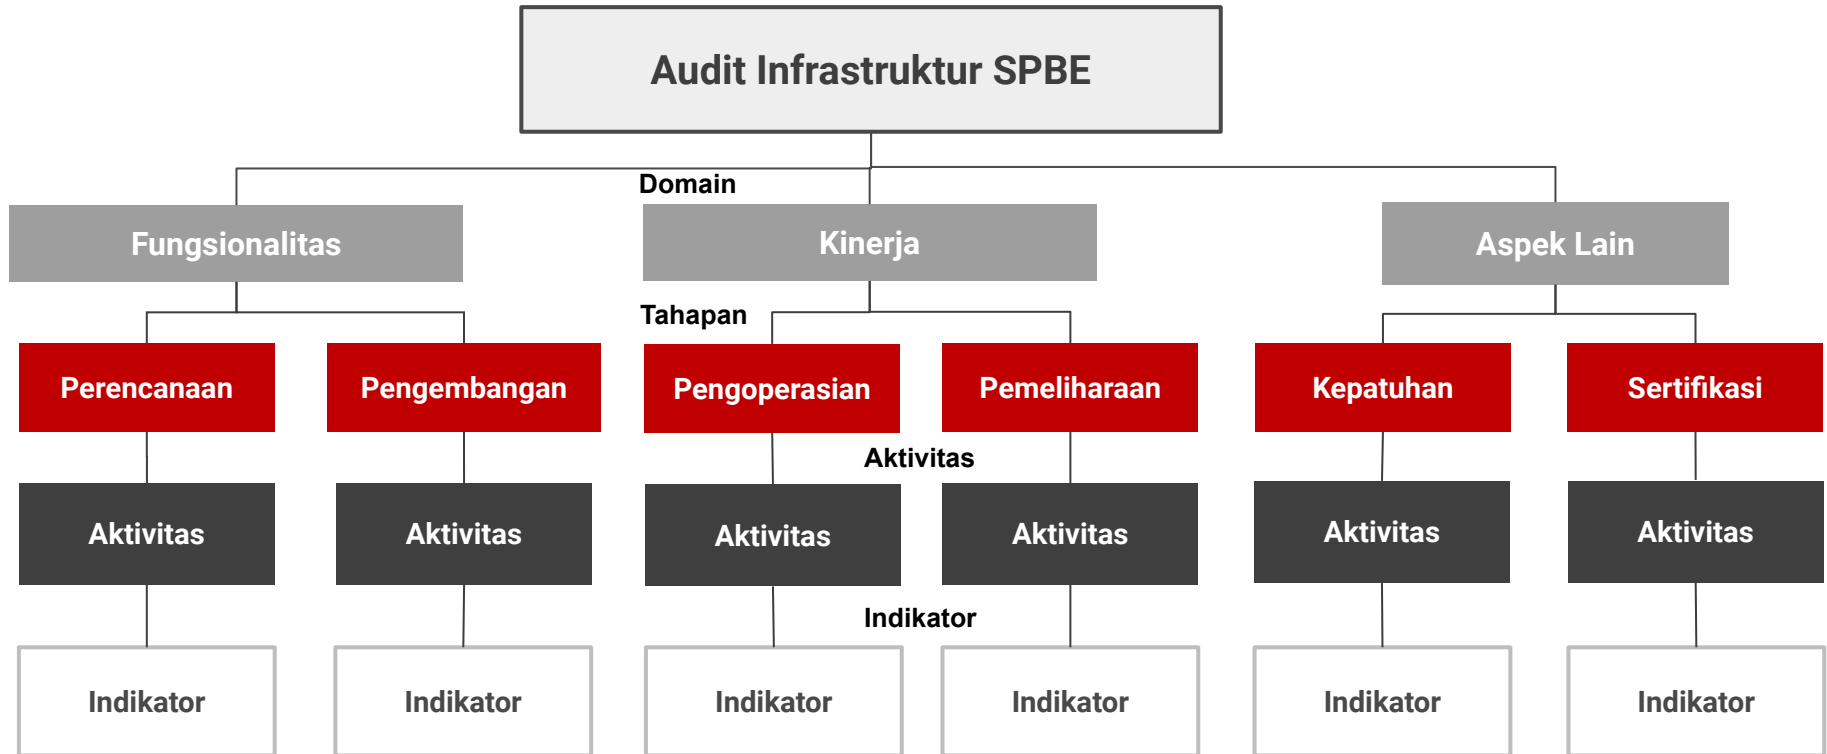 Audit Infrastruktur SPBE
Domain
Fungsionalitas
Kinerja
Aspek Lain
Tahapan
Perencanaan
Pengembangan
Pengoperasian
Pemeliharaan
Kepatuhan
Sertifikasi
Aktivitas
Aktivitas
Aktivitas
Aktivitas
Aktivitas
Aktivitas
Aktivitas
Indikator
Indikator
Indikator
Indikator
Indikator
Indikator
Indikator